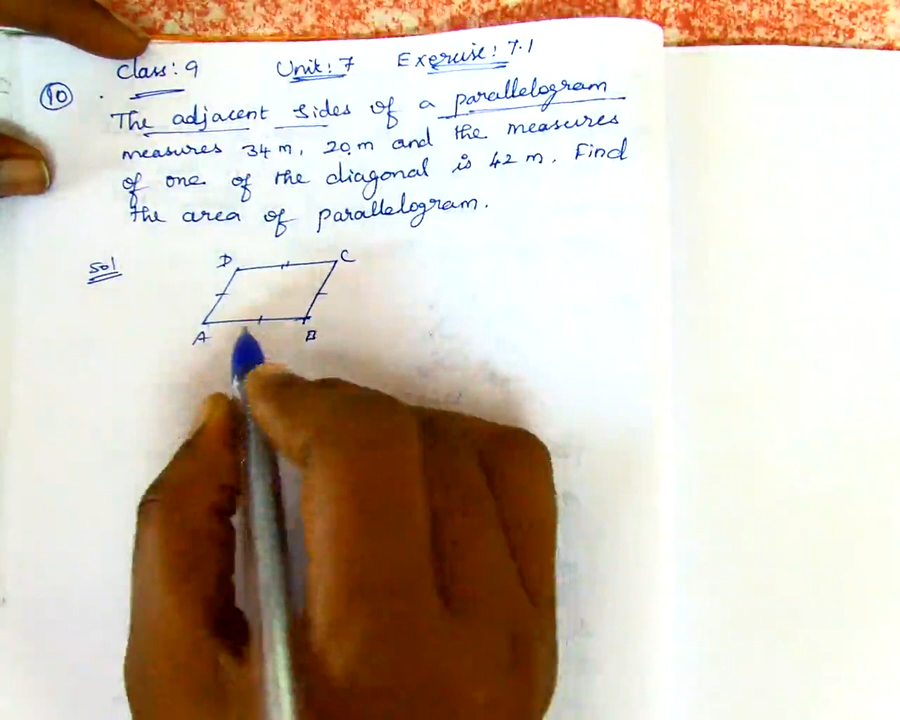 Class: 9 Unit: 7 Exercise: 7.1
10 . The adjacent sides of a parallelogram
measures 34 m, 20 m and the measures
of one of the diagonal is 42 m. Find
the area of parallelogram.
Sol
D C
A B